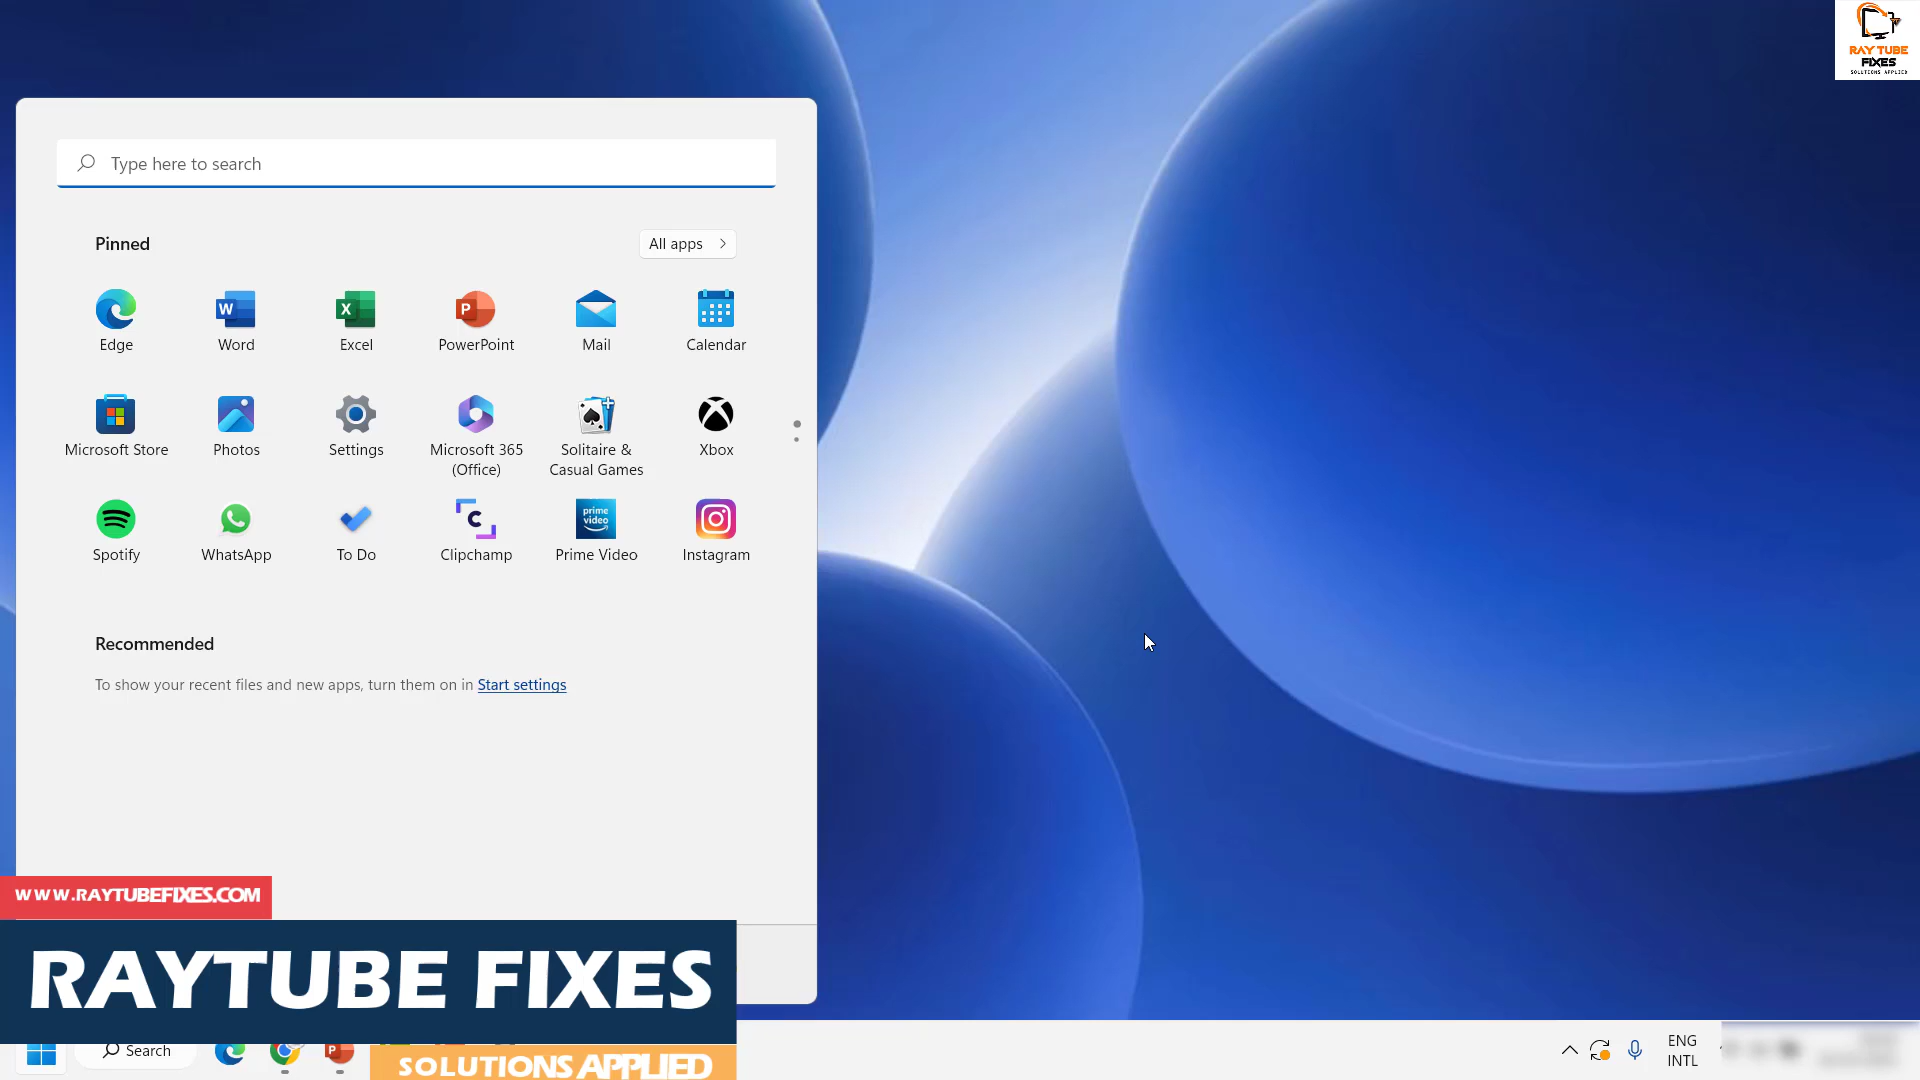 RAY TUBE
FIXES
SOLUTIONS APPLIED
Type here to search
Pinned
All apps
Edge
Word
Excel
PowerPoint
Mail
Calendar
Microsoft Store
Photos
Settings
Microsoft 365
(Office)
Solitaire &
Casual Games
Xbox
prime
video
Spotify
WhatsApp
To Do
Clipchamp
Prime Video
Instagram
Recommended
To show your recent files and new apps, turn them on in Start settings
WWW.RAYTUBEFIXES.COM
RAYTUBE FIXES
SOLUTIONS APPLIED
Search
ENG
INTL